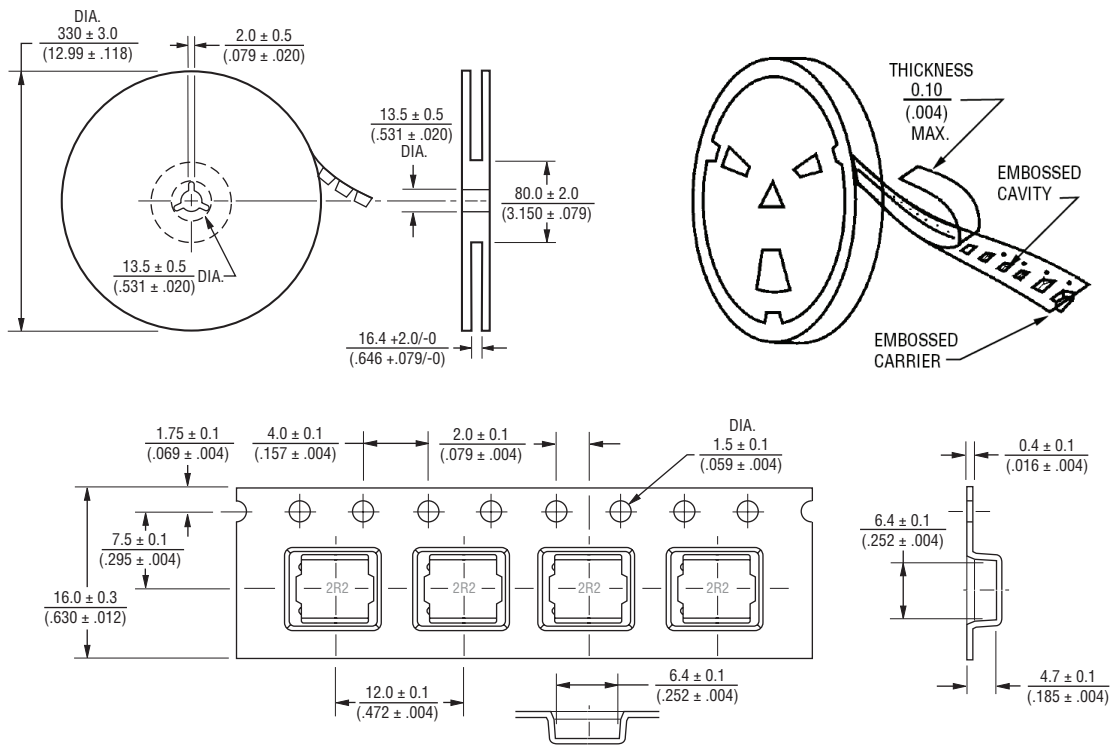 DIA.
330 ± 3.0
(12.99 ± .118)
2.0 ± 0.5
(.079 ± .020)
13.5 ± 0.5
(.531 ± .020)
DIA.
80.0 ± 2.0
(3.150 ± .079)
13.5 ± 0.5
(.531 ± .020)
DIA.
16.4 +2.0/-0
(.646 +.079/-0)
THICKNESS
0.10
(.004)
MAX.
EMBOSSED
CAVITY
EMBOSSED
CARRIER
1.75 ± 0.1
(.069 ± .004)
4.0 ± 0.1
(.157 ± .004)
2.0 ± 0.1
(.079 ± .004)
DIA.
1.5 ± 0.1
(.059 ± .004)
0.4 ± 0.1
(.016 ± .004)
7.5 ± 0.1
(.295 ± .004)
6.4 ± 0.1
(.252 ± .004)
16.0 ± 0.3
(.630 ± .012)
2R2 2R2 2R2 2R2
12.0 ± 0.1
(.472 ± .004)
6.4 ± 0.1
(.252 ± .004)
4.7 ± 0.1
(.185 ± .004)